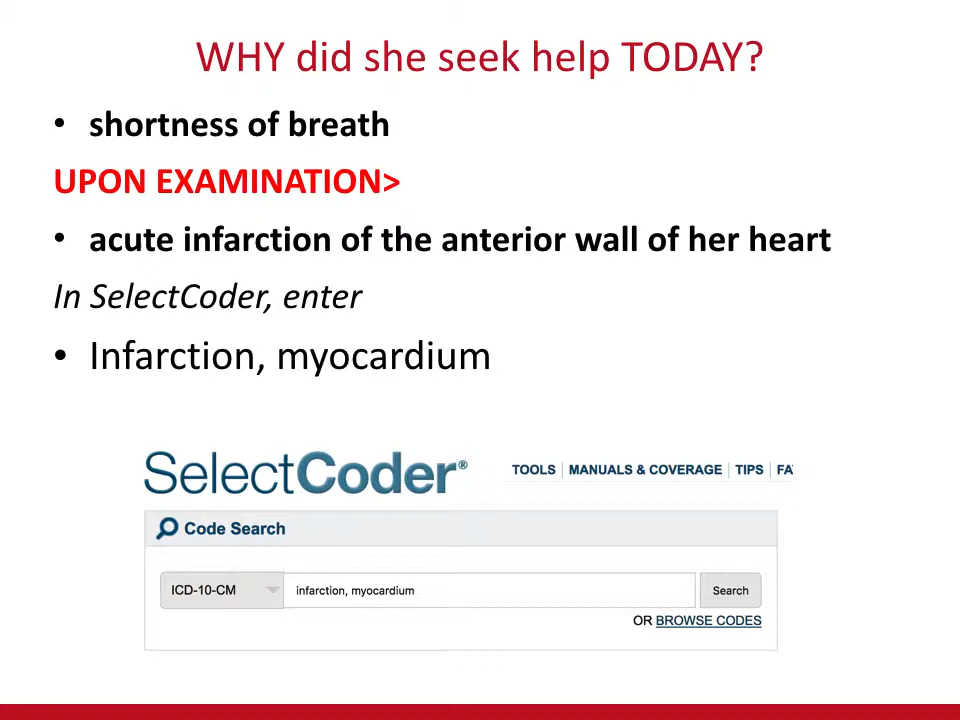 WHY did she seek help TODAY?
• shortness of breath
UPON EXAMINATION>
• acute infarction of the anterior wall of her heart
In SelectCoder, enter
• Infarction, myocardium
SelectCoder®
TOOLS | MANUALS & COVERAGE | TIPS | FA
Code Search
ICD-10-CM infarction, myocardium Search
OR BROWSE CODES